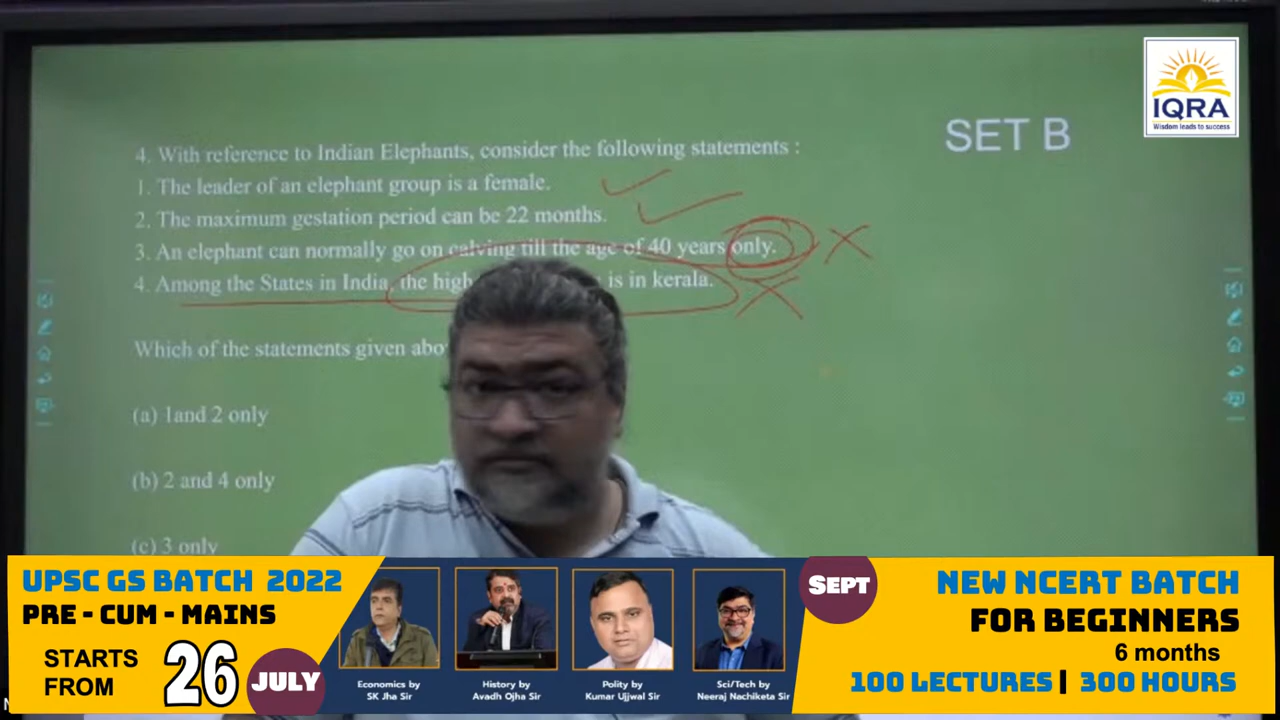 IQRA
Wisdom leads to success
SET B
4. With reference to Indian Elephants, consider the following statements :
1. The leader of an elephant group is a female.
2. The maximum gestation period can be 22 months.
3. An elephant can normally go on calving till the age of 40 years only.
4. Among the States in India, the high is in kerala.
Which of the statements given abo
(a) 1and 2 only
(b) 2 and 4 only
(c) 3 only
UPSC GS BATCH 2022
PRE - CUM - MAINS
STARTS FROM 26 JULY
Economics by
SK Jha Sir
History by
Avadh Ojha Sir
Polity by
Kumar Ujjwal Sir
Sci/Tech by
Neeraj Nachiketa Sir
SEPT
NEW NCERT BATCH
FOR BEGINNERS
6 months
100 LECTURES | 300 HOURS